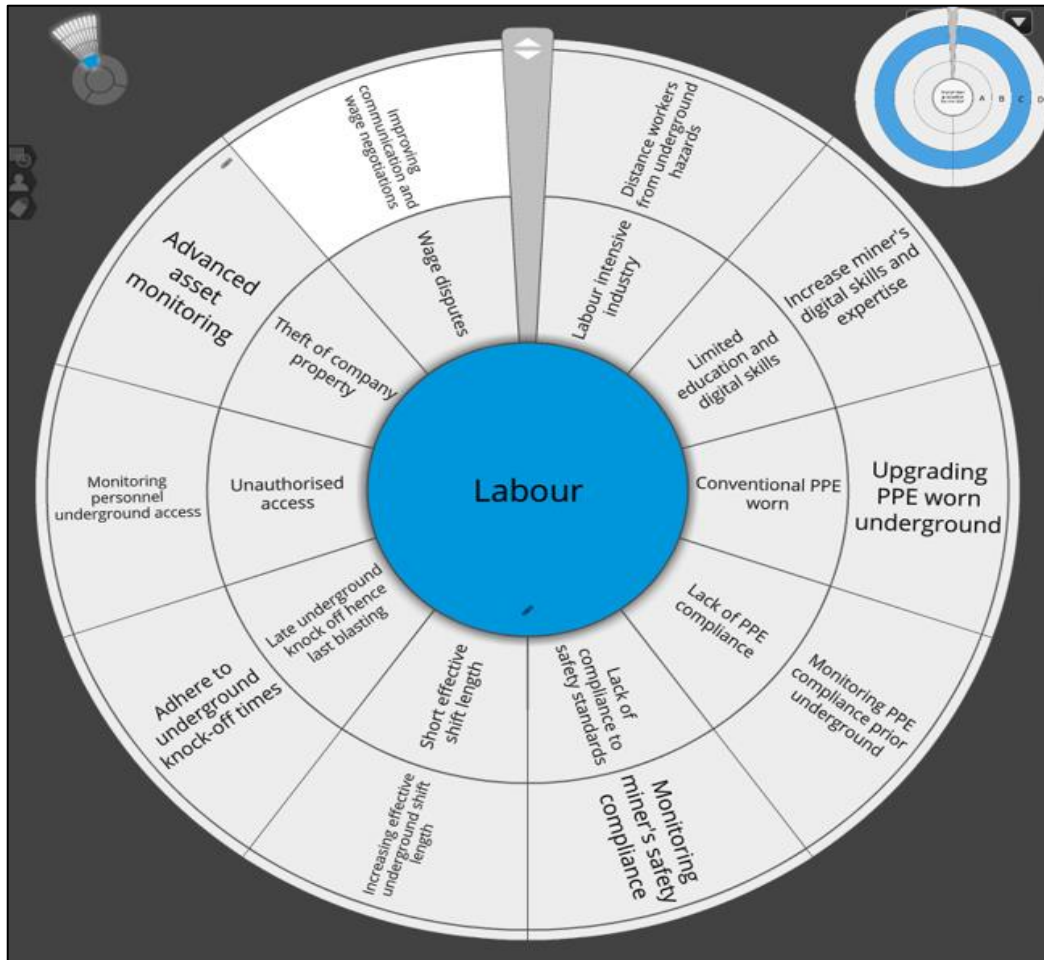 Labour
Labour intensive
industry
Distance workers
from underground
hazards
Limited
education and
digital skills
Increase miner's
digital skills and
expertise
Conventional PPE
worn
Upgrading
PPE worn
underground
Lack of PPE
compliance
Monitoring PPE
compliance prior
underground
Lack of
compliance to
safety standards
Monitoring
miner's safety
compliance
Short effective
shift length
Increasing effective
underground shift
length
Late underground
knock off hence
last blasting
Adhere to
underground
knock-off times
Unauthorised
access
Monitoring
personnel
underground access
Theft of company
property
Advanced
asset
monitoring
Wage disputes
Improving
communication and
wage negotiations
A B C D